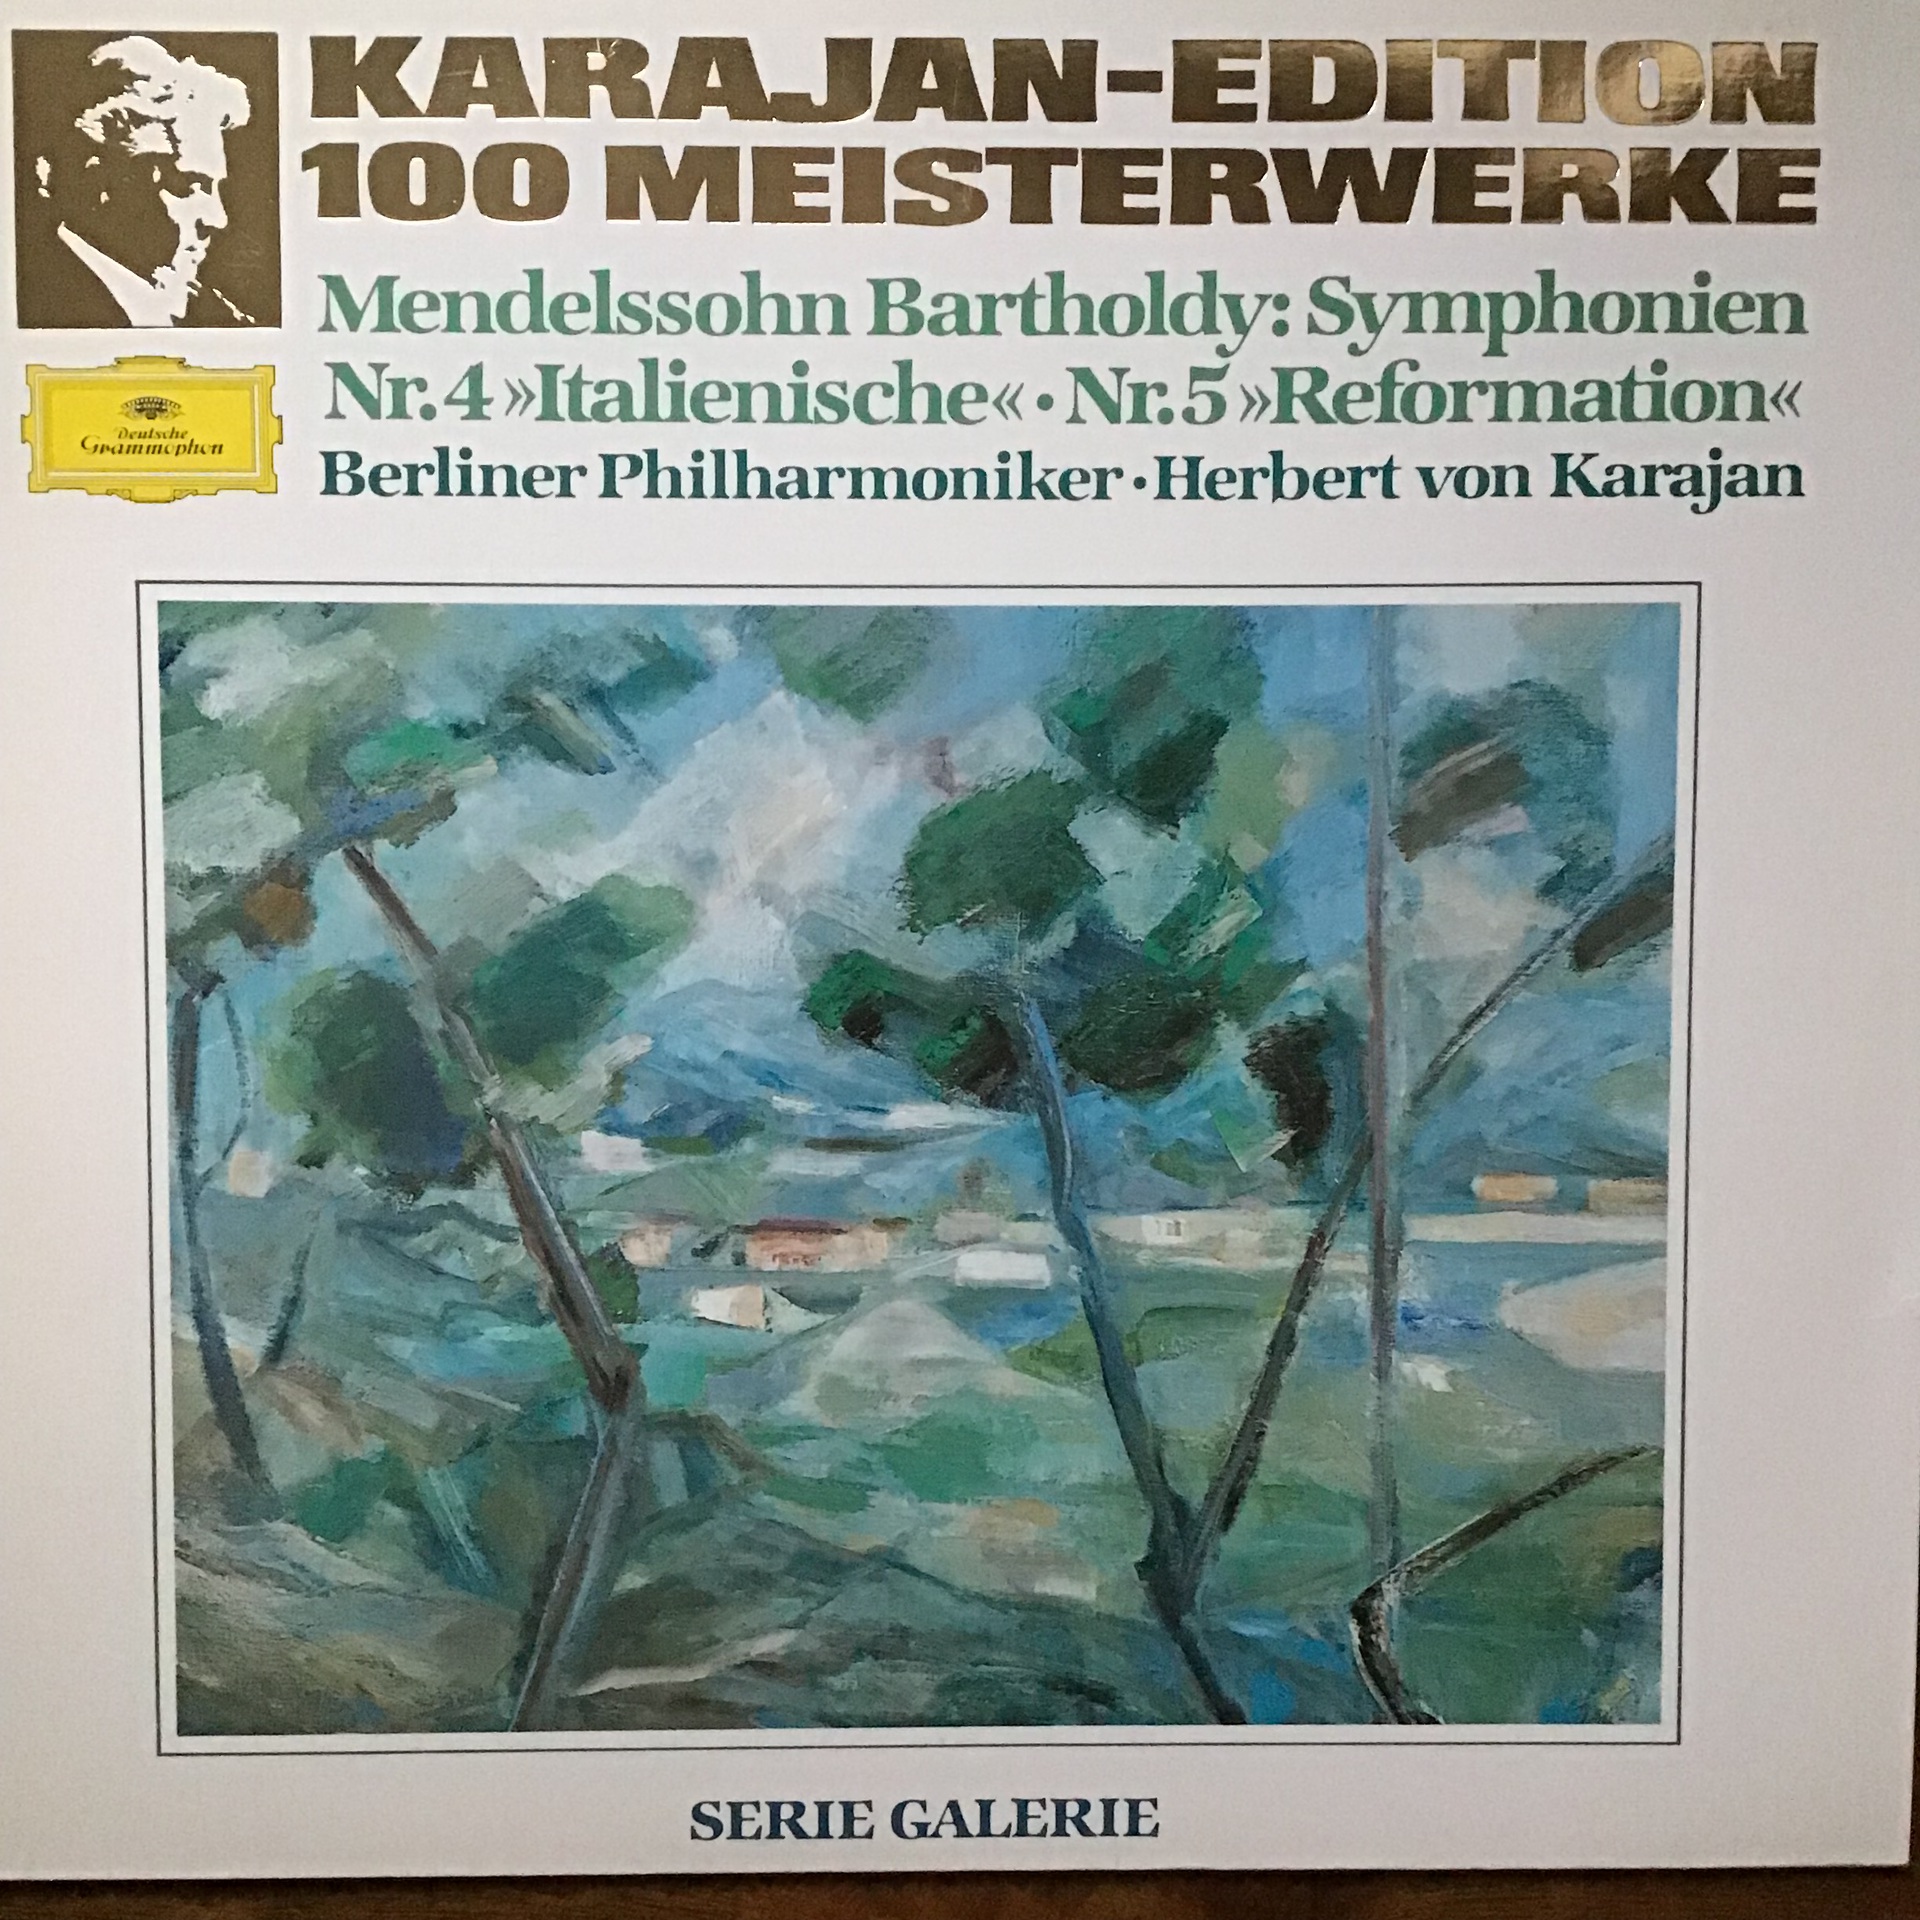 KARAJAN-EDITION
100 MEISTERWERKE
Mendelssohn Bartholdy: Symphonien
Nr. 4 »Italienische« · Nr. 5 »Reformation«
Berliner Philharmoniker · Herbert von Karajan
Deutsche
Grammophon
SERIE GALERIE